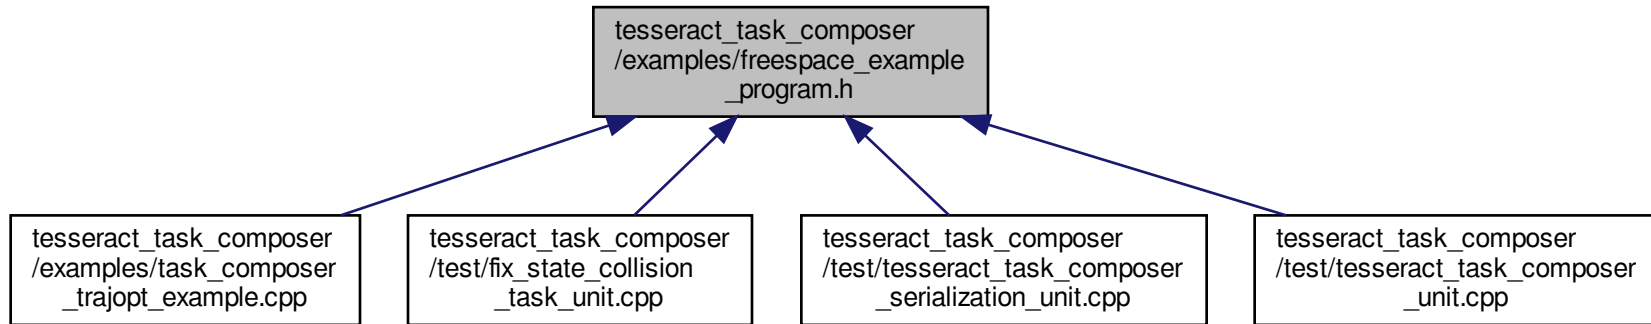 tesseract_task_composer
/examples/freespace_example
_program.h
tesseract_task_composer
/examples/task_composer
_trajopt_example.cpp
tesseract_task_composer
/test/fix_state_collision
_task_unit.cpp
tesseract_task_composer
/test/tesseract_task_composer
_serialization_unit.cpp
tesseract_task_composer
/test/tesseract_task_composer
_unit.cpp